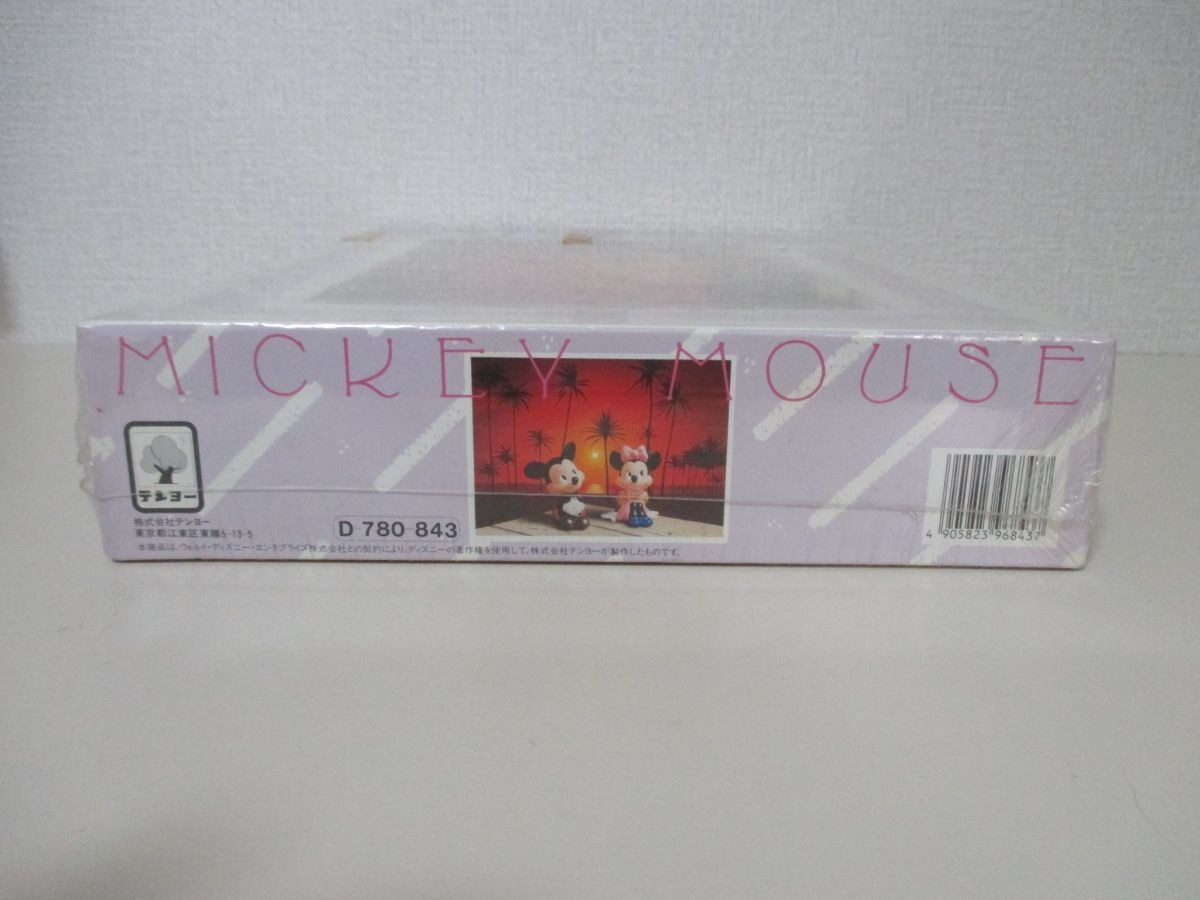 MICKEY MOUSE
テンヨー
株式会社テンヨー
東京都江東区東陽5-13-5
D-780-843
本商品は、ウォルト・ディズニー・エンタプライズ株式会社との契約により、ディズニーの著作権を使用して、株式会社テンヨーが製作したものです。
4 905823 968437